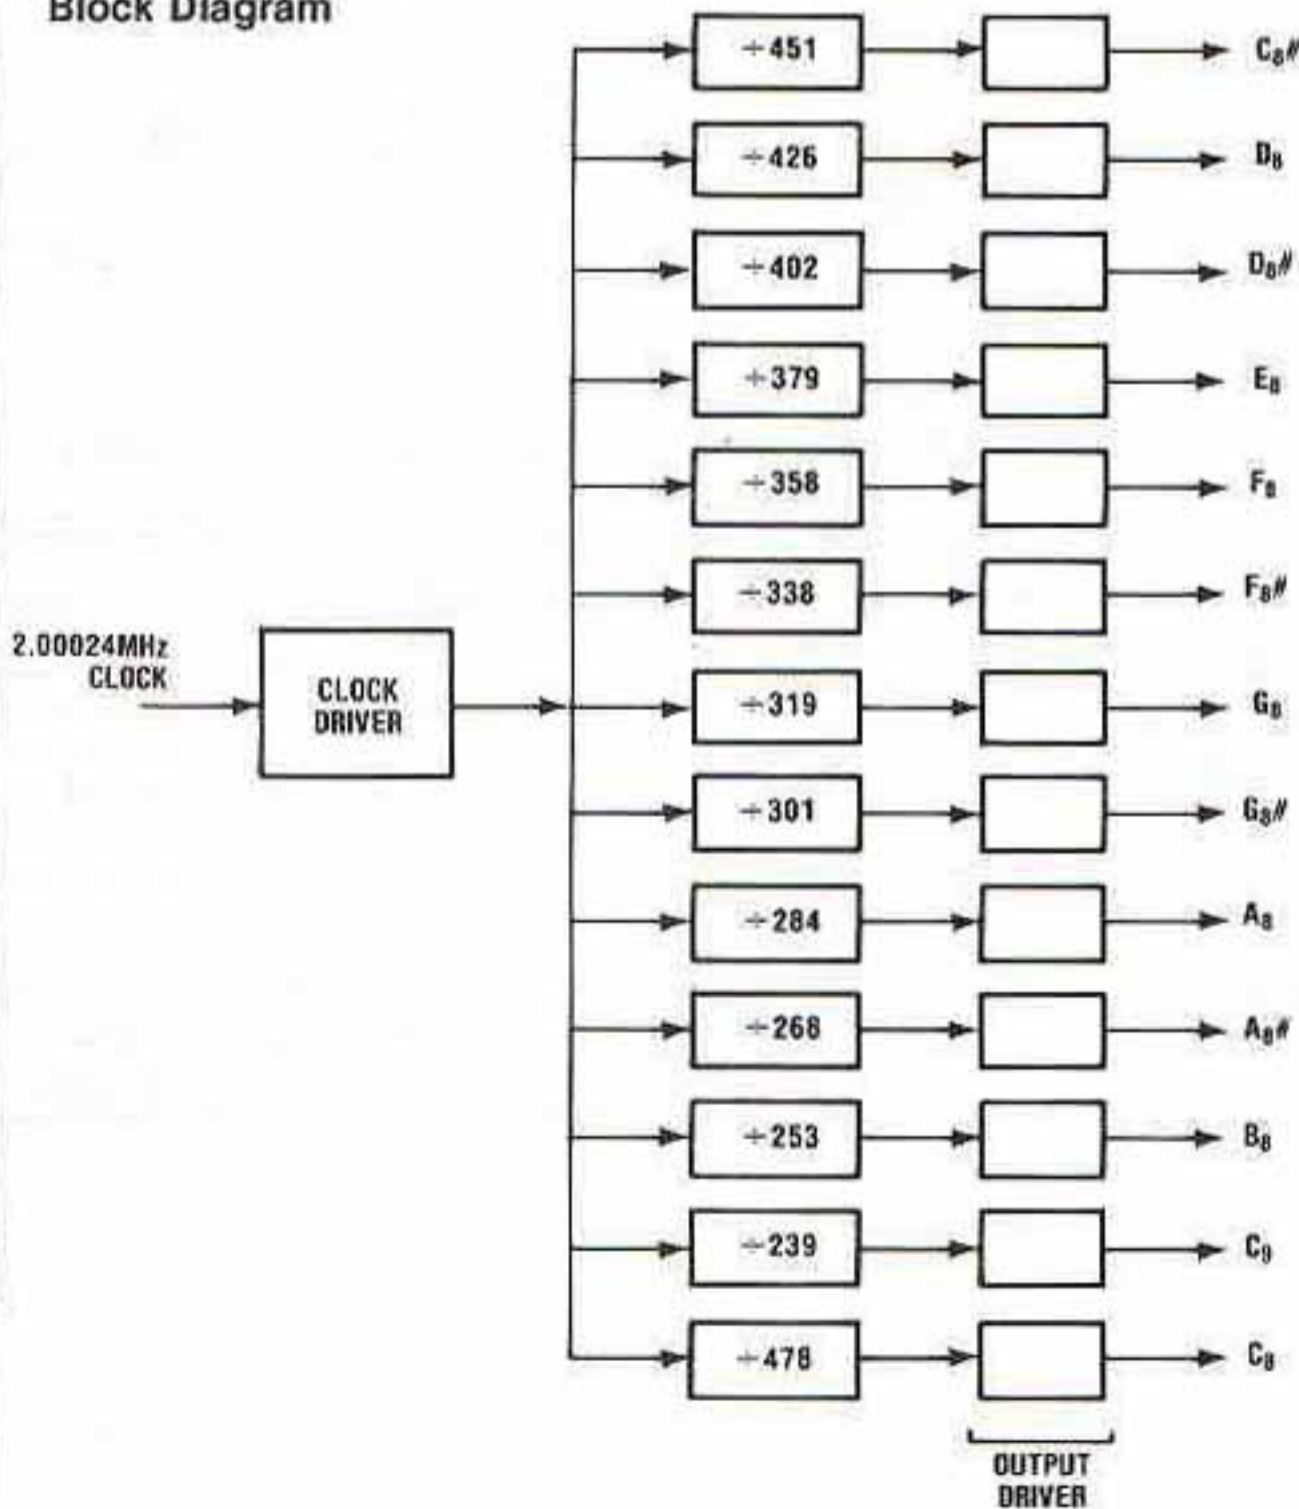 Block Diagram
÷451
C₈#
÷426
D₈
÷402
D₈#
÷379
E₈
÷358
F₈
÷338
F₈#
2.00024MHz
CLOCK
CLOCK
DRIVER
÷319
G₈
÷301
G₈#
÷284
A₈
÷268
A₈#
÷253
B₈
÷239
C₉
÷478
C₈
OUTPUT
DRIVER